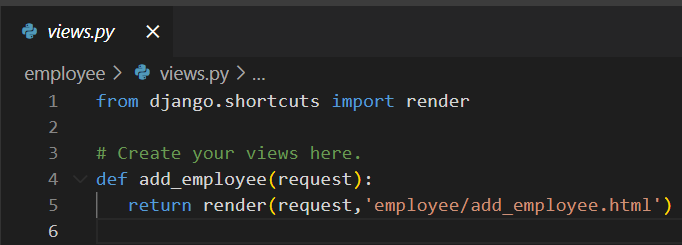 views.py ×
employee > views.py > ...
1 from django.shortcuts import render
2
3 # Create your views here.
4 def add_employee(request):
5 return render(request,'employee/add_employee.html')
6